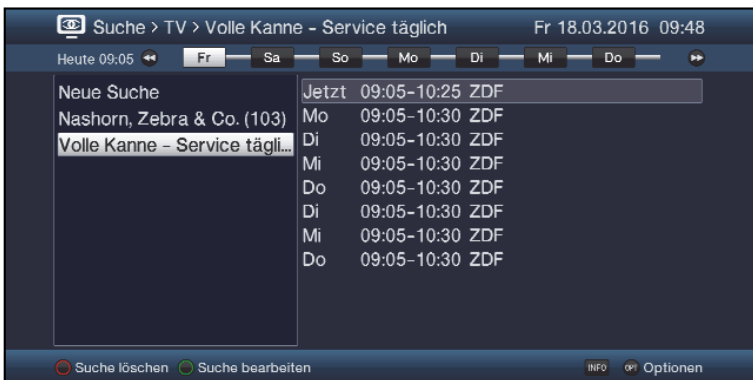 Suche > TV > Volle Kanne - Service täglich Fr 18.03.2016 09:48
Heute 09:05 Fr Sa So Mo Di Mi Do
Neue Suche
Nashorn, Zebra & Co. (103)
Volle Kanne - Service tägli...
Jetzt 09:05-10:25 ZDF
Mo 09:05-10:30 ZDF
Di 09:05-10:30 ZDF
Mi 09:05-10:30 ZDF
Do 09:05-10:30 ZDF
Di 09:05-10:30 ZDF
Mi 09:05-10:30 ZDF
Do 09:05-10:30 ZDF
Suche löschen Suche bearbeiten INFO OPT Optionen